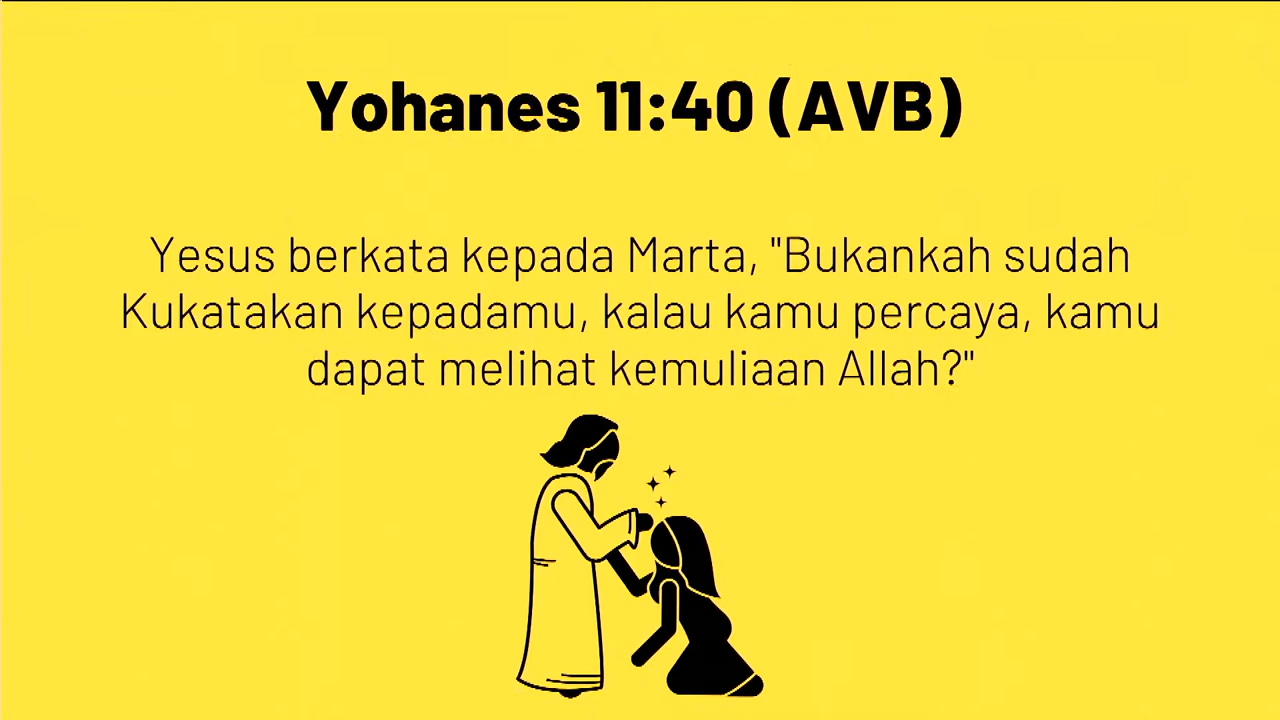 Yohanes 11:40 (AVB)
Yesus berkata kepada Marta, "Bukankah sudah
Kukatakan kepadamu, kalau kamu percaya, kamu
dapat melihat kemuliaan Allah?"